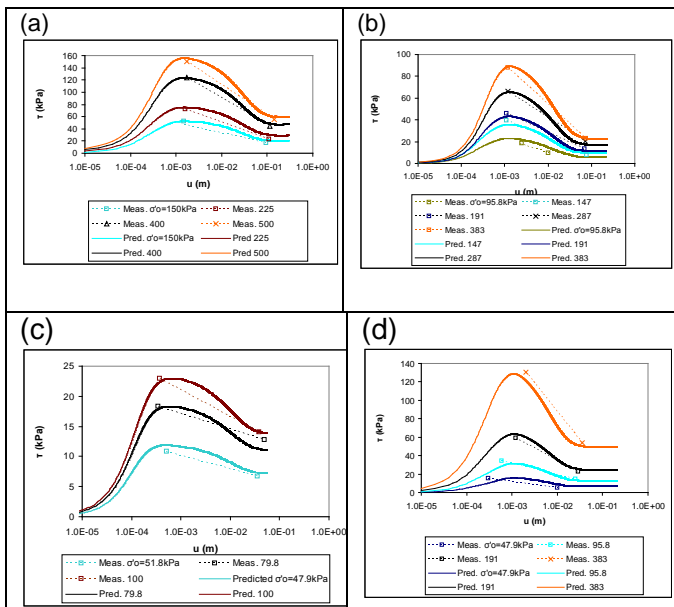 (a)
160
140
120
100
80
60
40
20
0
τ (kPa)
1.0E-05 1.0E-04 1.0E-03 1.0E-02 1.0E-01 1.0E+00
u (m)
Meas. σ'o=150kPa Meas. 225
Meas. 400 Meas. 500
Pred. σ'o=150kPa Pred 225
Pred. 400 Pred 500
(b)
100
80
60
40
20
0
τ (kPa)
1.0E-05 1.0E-04 1.0E-03 1.0E-02 1.0E-01 1.0E+00
u (m)
Meas. σ'o=95.8kPa Meas. 147
Meas. 191 Meas. 287
Meas. 383 Pred. σ'o=95.8kPa
Pred. 147 Pred. 191
Pred. 287 Pred. 383
(c)
25
20
15
10
5
0
τ (kPa)
1.0E-05 1.0E-04 1.0E-03 1.0E-02 1.0E-01 1.0E+00
u (m)
Meas. σ'o=51.8kPa Meas. 79.8
Meas. 100 Predicted σ'o=47.9kPa
Pred. 79.8 Pred. 100
(d)
140
120
100
80
60
40
20
0
τ (kPa)
1.0E-05 1.0E-04 1.0E-03 1.0E-02 1.0E-01 1.0E+00
u (m)
Meas. σ'o=47.9kPa Meas. 95.8
Meas. 191 Meas. 383
Pred. σ'o=47.9kPa Pred. 95.8
Pred. 191 Pred. 383